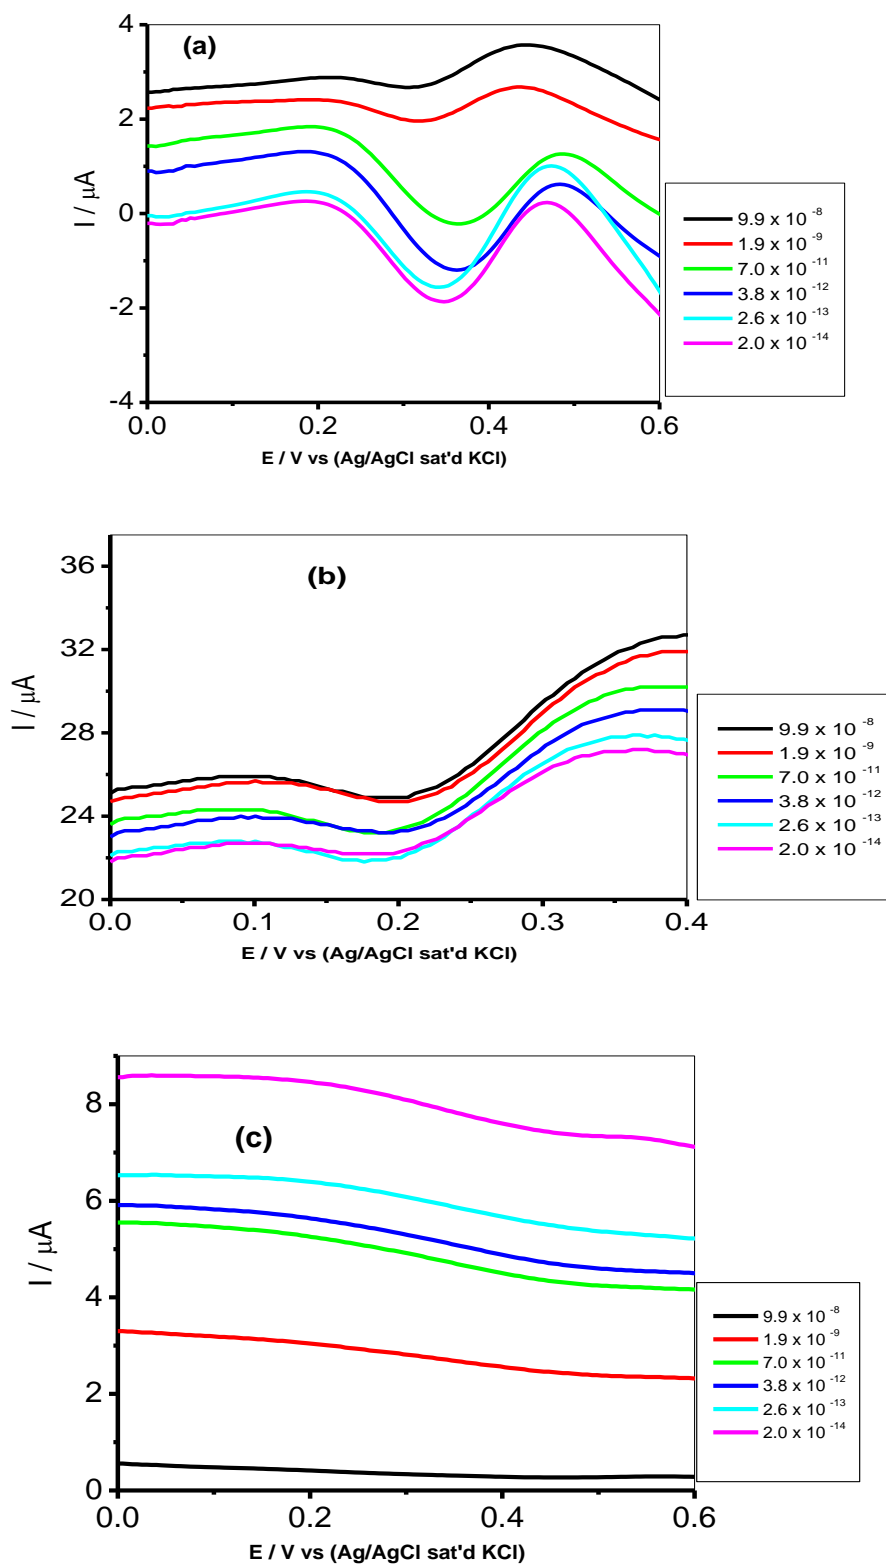 (a)
4
2
0
-2
-4
I / μA
0.0 0.2 0.4 0.6
E / V vs (Ag/AgCl sat'd KCl)
9.9 x 10 -8
1.9 x 10 -9
7.0 x 10 -11
3.8 x 10 -12
2.6 x 10 -13
2.0 x 10 -14
(b)
36
32
28
24
20
I / μA
0.0 0.1 0.2 0.3 0.4
E / V vs (Ag/AgCl sat'd KCl)
9.9 x 10 -8
1.9 x 10 -9
7.0 x 10 -11
3.8 x 10 -12
2.6 x 10 -13
2.0 x 10 -14
(c)
8
6
4
2
0
I / μA
0.0 0.2 0.4 0.6
E / V vs (Ag/AgCl sat'd KCl)
9.9 x 10 -8
1.9 x 10 -9
7.0 x 10 -11
3.8 x 10 -12
2.6 x 10 -13
2.0 x 10 -14